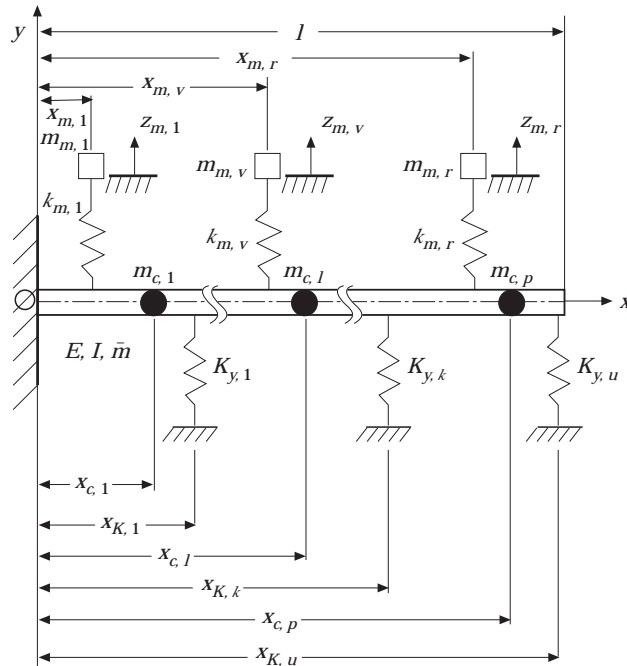 y
l
x_{m, r}
x_{m, v}
x_{m, 1}
m_{m, 1}
z_{m, 1}
z_{m, v}
z_{m, r}
m_{m, v}
m_{m, r}
k_{m, 1}
k_{m, v}
k_{m, r}
m_{c, 1}
m_{c, l}
m_{c, p}
x
E, I, m̄
K_{y, 1}
K_{y, k}
K_{y, u}
x_{c, 1}
x_{K, 1}
x_{c, l}
x_{K, k}
x_{c, p}
x_{K, u}